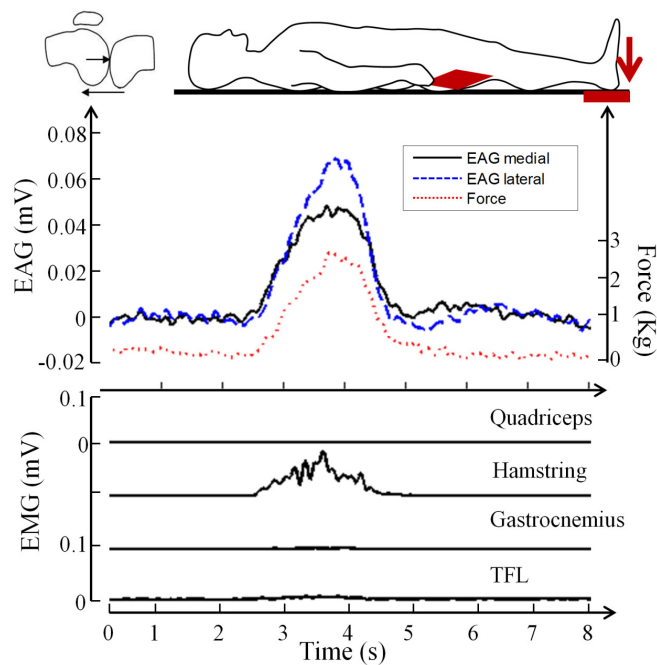 0.08
0.06
0.04
0.02
0
-0.02
EAG (mV)
EAG medial
EAG lateral
Force
3
2
1
0
Force (Kg)
0.1
0
0.1
0
EMG (mV)
Quadriceps
Hamstring
Gastrocnemius
TFL
0 1 2 3 4 5 6 7 8
Time (s)